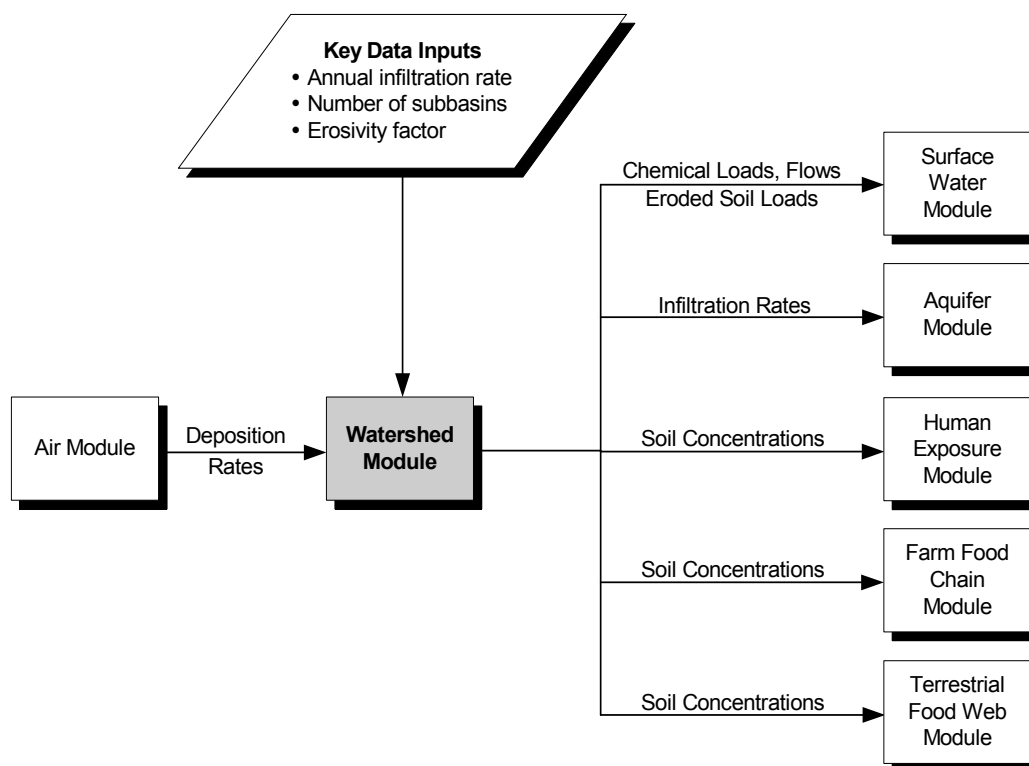 Key Data Inputs
• Annual infiltration rate
• Number of subbasins
• Erosivity factor
Chemical Loads, Flows
Eroded Soil Loads
Surface
Water
Module
Infiltration Rates
Aquifer
Module
Air Module
Deposition
Rates
Watershed
Module
Soil Concentrations
Human
Exposure
Module
Soil Concentrations
Farm Food
Chain
Module
Soil Concentrations
Terrestrial
Food Web
Module